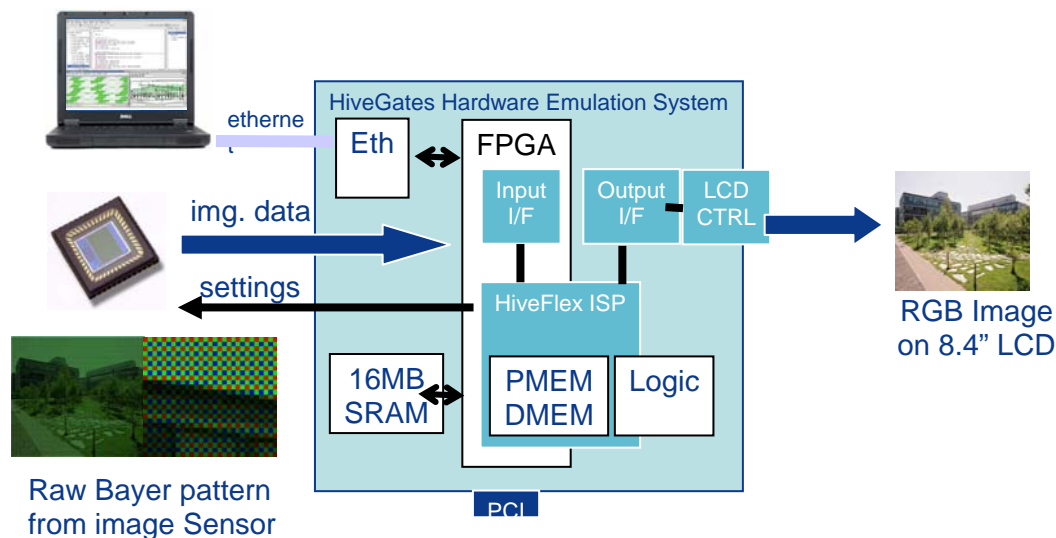 HiveGates Hardware Emulation System
etherne
t
Eth
FPGA
Input
I/F
Output
I/F
LCD
CTRL
img. data
settings
HiveFlex ISP
RGB Image
on 8.4” LCD
16MB
SRAM
PMEM
DMEM
Logic
Raw Bayer pattern
from image Sensor
PCI